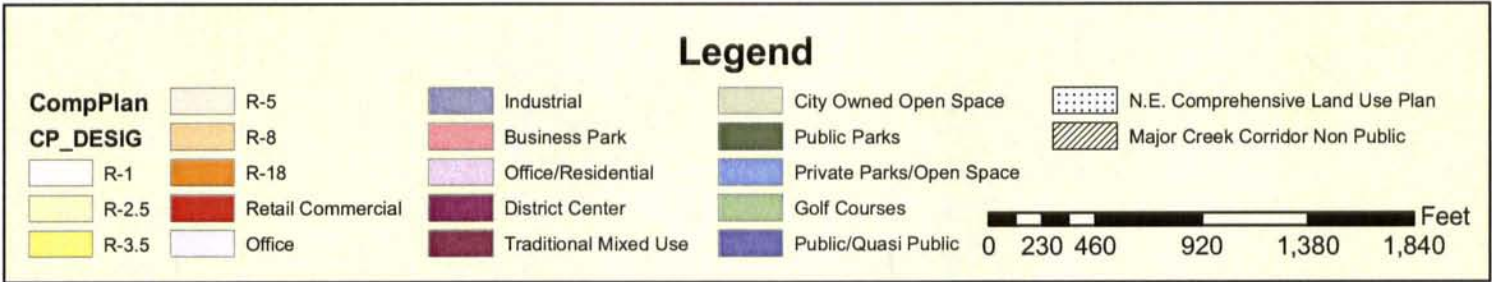 Legend
CompPlan
CP_DESIG
R-1
R-2.5
R-3.5
R-5
R-8
R-18
Retail Commercial
Office
Industrial
Business Park
Office/Residential
District Center
Traditional Mixed Use
City Owned Open Space
Public Parks
Private Parks/Open Space
Golf Courses
Public/Quasi Public
N.E. Comprehensive Land Use Plan
Major Creek Corridor Non Public
Feet
0 230 460 920 1,380 1,840